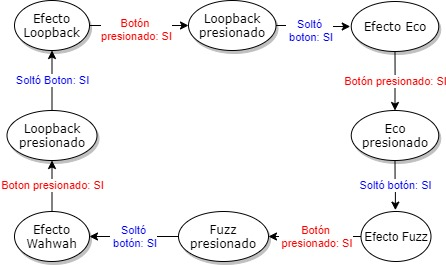 Efecto
Loopback
Botón
presionado: SI
Loopback
presionado
Soltó
boton: SI
Efecto Eco
Botón presionado: SI
Eco
presionado
Soltó botón: SI
Efecto Fuzz
Botón
presionado: SI
Fuzz
presionado
Soltó
botón: SI
Efecto
Wahwah
Boton presionado: SI
Loopback
presionado
Soltó Boton: SI